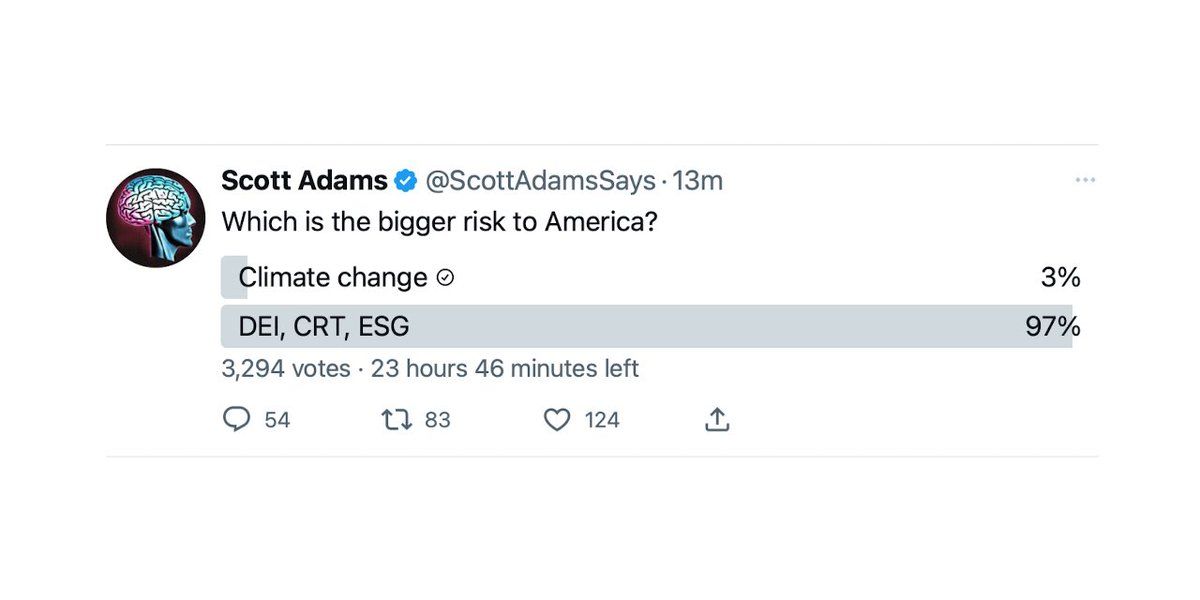 Scott Adams @ScottAdamsSays · 13m
Which is the bigger risk to America?
Climate change 3%
DEI, CRT, ESG 97%
3,294 votes · 23 hours 46 minutes left
54 83 124